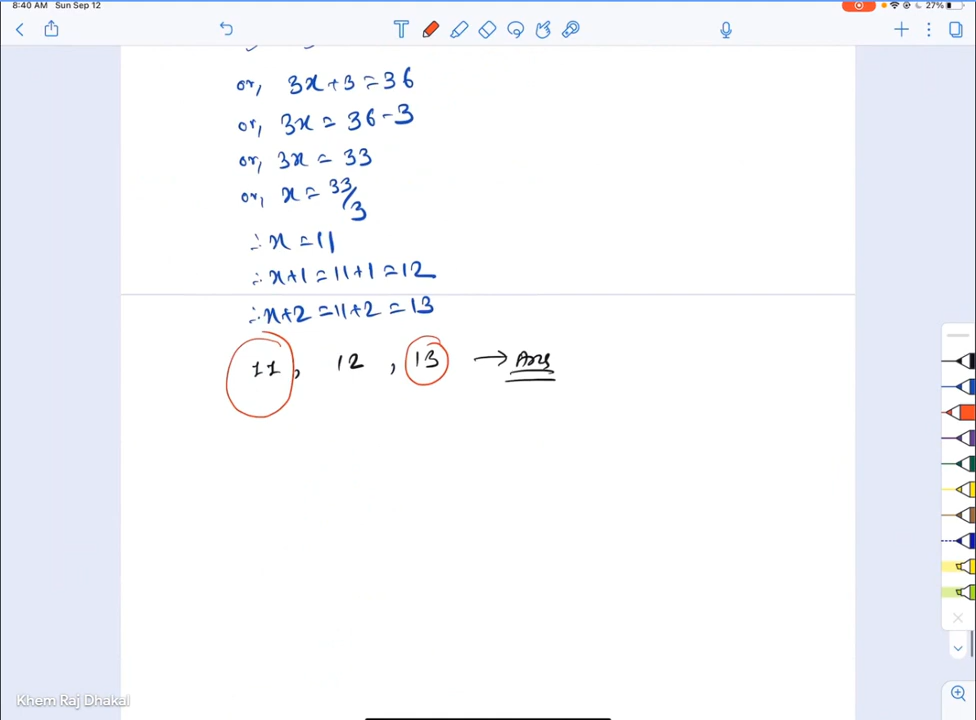 8:40 AM Sun Sep 12
27%
or, 3x+3=36
or, 3x = 36-3
or, 3x = 33
or, x = 33/3
∴x=11
∴x+1=11+1=12
∴x+2=11+2=13
11, 12, 13 → Ans
Khem Raj Dhakal